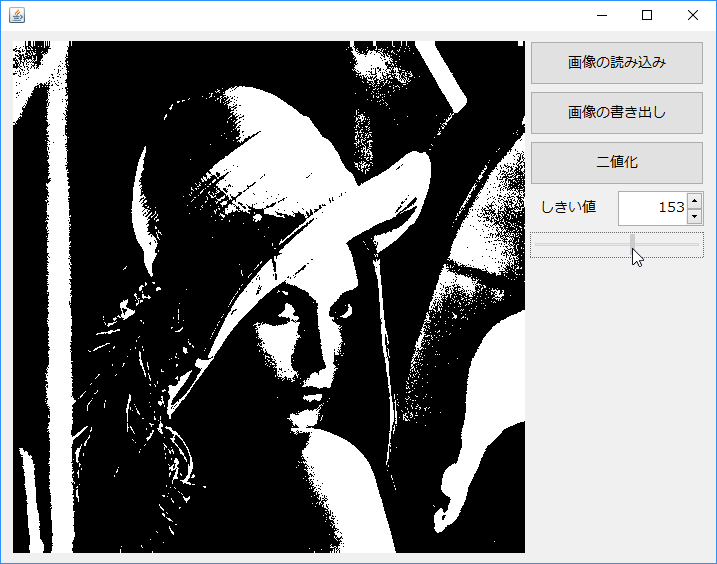 画像の読み込み
画像の書き出し
二値化
しきい値 153